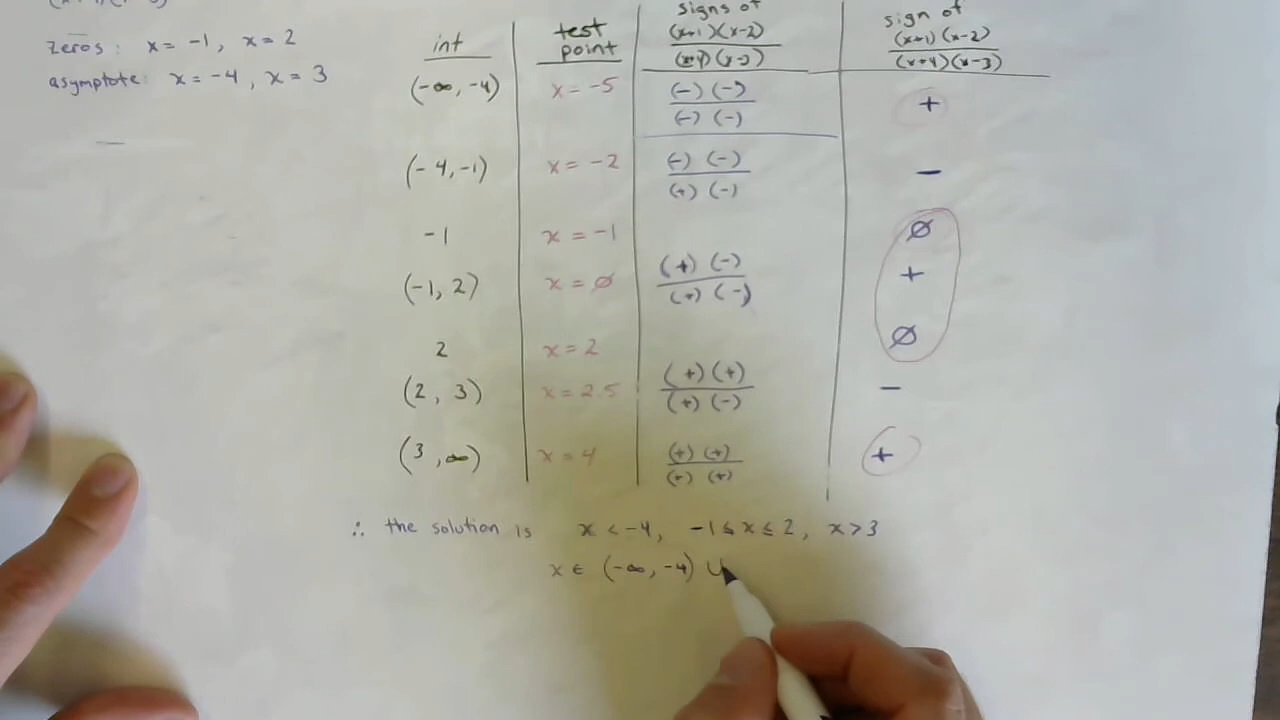 zeros: x = -1, x = 2
asymptote: x = -4, x = 3
int
test point
signs of (x+1)(x-2) / (x+4)(x-3)
sign of (x+1)(x-2) / (x+4)(x-3)
(-∞, -4) x = -5 (-)(-) / (-)(-) +
(-4, -1) x = -2 (-)(-) / (+)(-) -
-1 x = -1 Ø
(-1, 2) x = Ø (+)(-) / (+)(-) +
2 x = 2 Ø
(2, 3) x = 2.5 (+)(+) / (+)(-) -
(3, ∞) x = 4 (+)(+) / (+)(+) +
∴ the solution is x < -4, -1 ≤ x ≤ 2, x > 3
x ∈ (-∞, -4) ∪